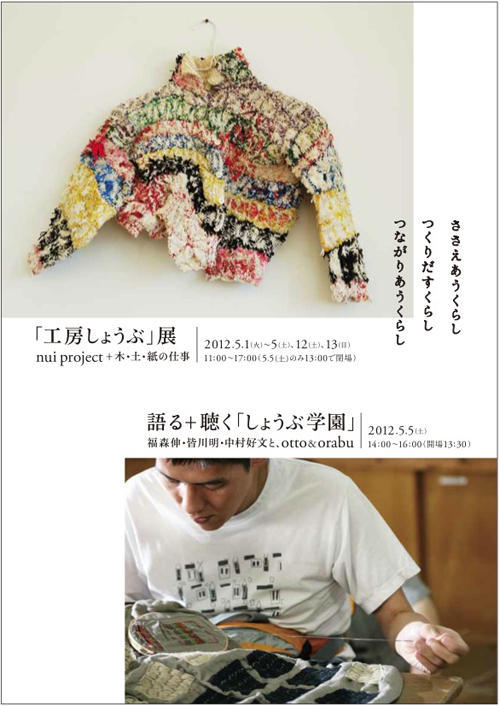 ささえあうくらし
つくりだすくらし
つながりあうくらし
「工房しょうぶ」展
nui project＋木・土・紙の仕事
2012.5.1(火)〜5(土)、12(土)、13(日)
11:00〜17:00(5.5(土)のみ13:00で閉場)
語る＋聴く「しょうぶ学園」
福森伸・皆川明・中村好文と、otto&orabu
2012.5.5(土)
14:00〜16:00(開場13:30)